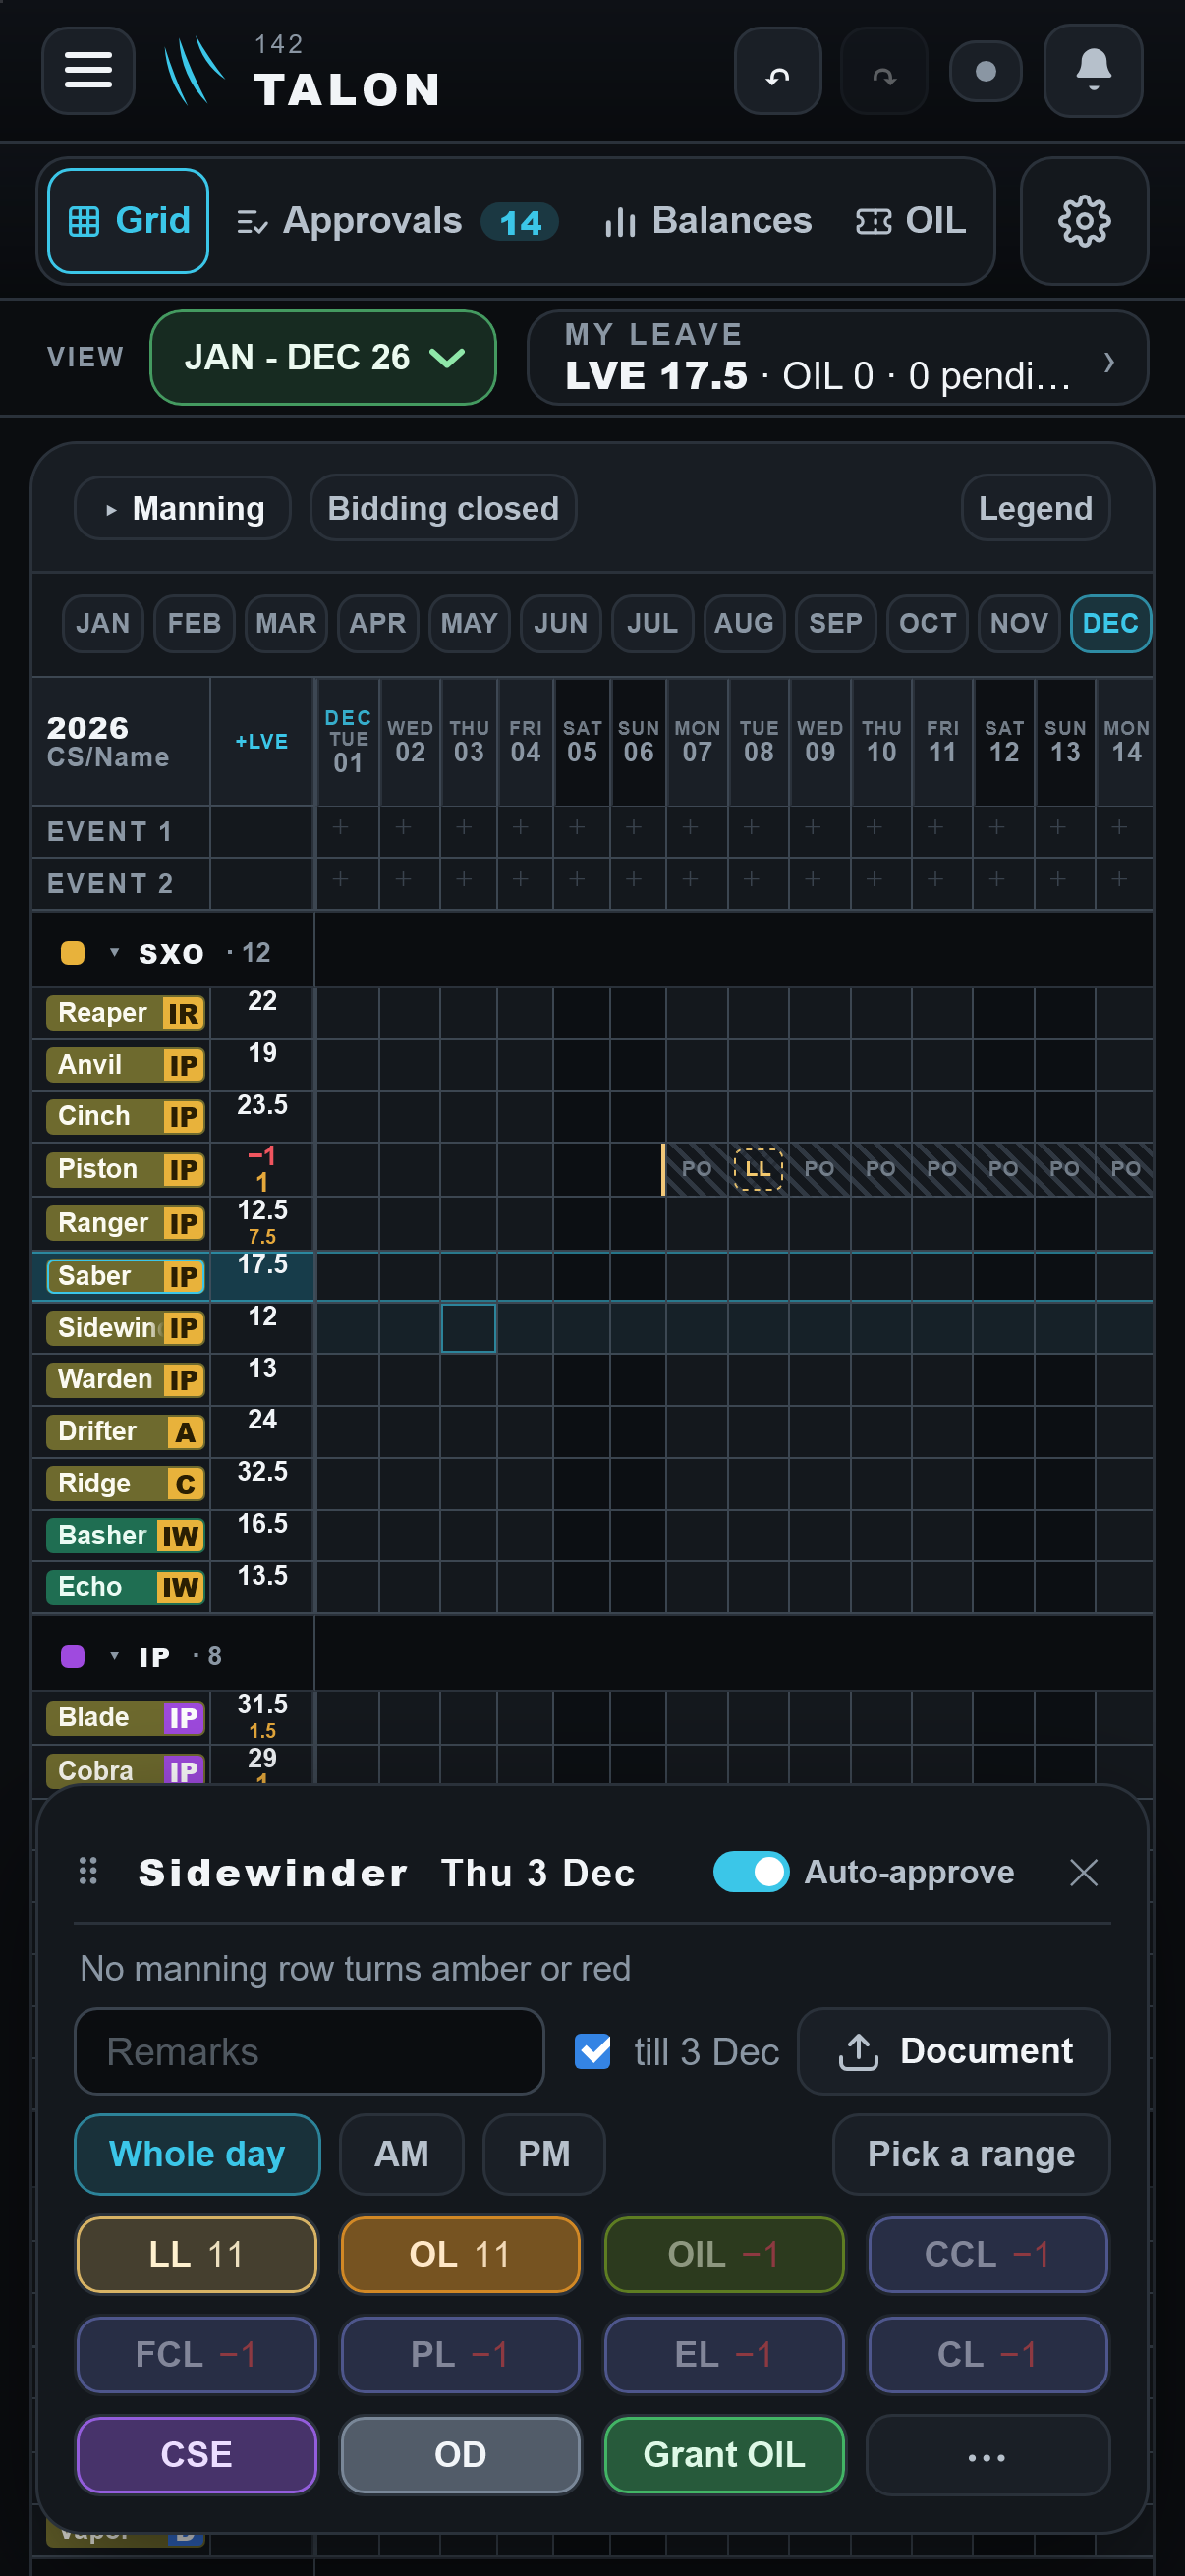 142
TALON
Grid
Approvals 14
Balances
OIL
VIEW
JAN - DEC 26
MY LEAVE
LVE 17.5 · OIL 0 · 0 pendi…
Manning
Bidding closed
Legend
JAN FEB MAR APR MAY JUN JUL AUG SEP OCT NOV DEC
2026
CS/Name
+LVE
DEC
TUE WED THU FRI SAT SUN MON TUE WED THU FRI SAT SUN MON
01 02 03 04 05 06 07 08 09 10 11 12 13 14
EVENT 1 + + + + + + + + + + + + + +
EVENT 2 + + + + + + + + + + + + + +
SXO · 12
Reaper IR 22
Anvil IP 19
Cinch IP 23.5
Piston IP −1 1 PO LL PO PO PO PO PO PO
Ranger IP 12.5 7.5
Saber IP 17.5
Sidewin IP 12
Warden IP 13
Drifter A 24
Ridge C 32.5
Basher IW 16.5
Echo IW 13.5
IP · 8
Blade IP 31.5 1.5
Cobra IP 29 1
Sidewinder Thu 3 Dec
Auto-approve
No manning row turns amber or red
Remarks
till 3 Dec
Document
Whole day AM PM Pick a range
LL 11 OL 11 OIL −1 CCL −1
FCL −1 PL −1 EL −1 CL −1
CSE OD Grant OIL ...